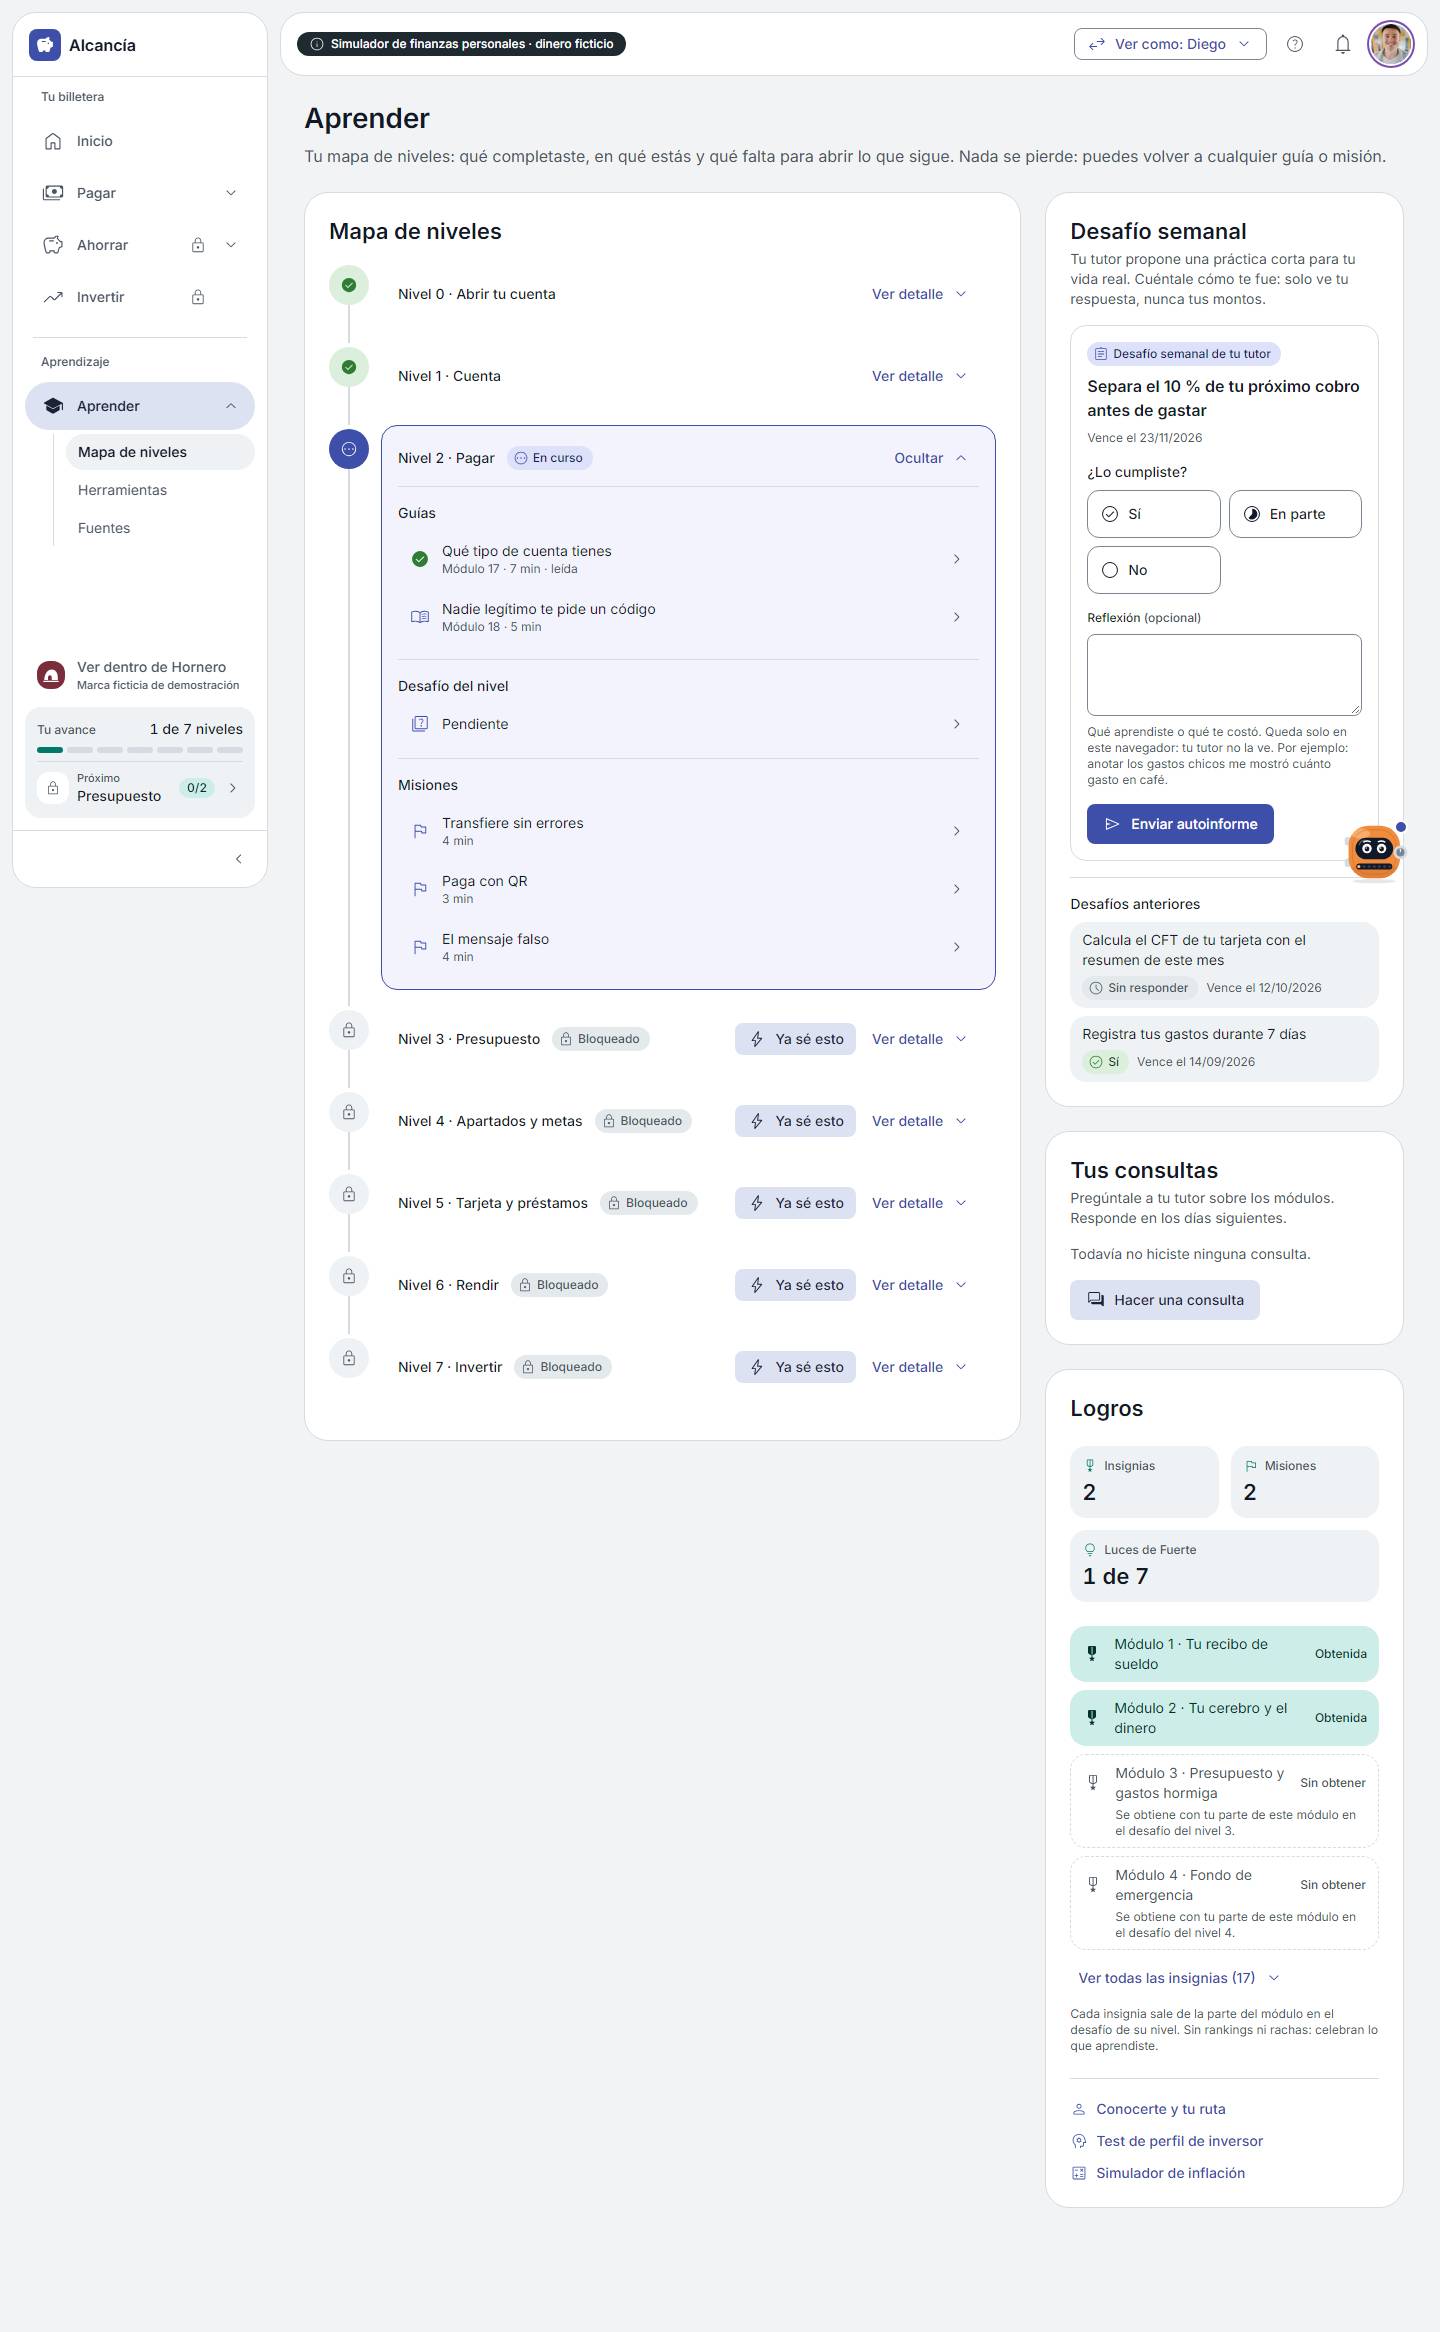 Alcancía
Tu billetera
Inicio
Pagar
Ahorrar
Invertir
Aprendizaje
Aprender
Mapa de niveles
Herramientas
Fuentes
Ver dentro de Hornero
Marca ficticia de demostración
Tu avance
1 de 7 niveles
Próximo
Presupuesto
0/2
Simulador de finanzas personales · dinero ficticio
Ver como: Diego
Aprender
Tu mapa de niveles: qué completaste, en qué estás y qué falta para abrir lo que sigue. Nada se pierde: puedes volver a cualquier guía o misión.
Mapa de niveles
Nivel 0 · Abrir tu cuenta
Ver detalle
Nivel 1 · Cuenta
Ver detalle
Nivel 2 · Pagar
En curso
Ocultar
Guías
Qué tipo de cuenta tienes
Módulo 17 · 7 min · leída
Nadie legítimo te pide un código
Módulo 18 · 5 min
Desafío del nivel
Pendiente
Misiones
Transfiere sin errores
4 min
Paga con QR
3 min
El mensaje falso
4 min
Nivel 3 · Presupuesto
Bloqueado
Ya sé esto
Ver detalle
Nivel 4 · Apartados y metas
Bloqueado
Ya sé esto
Ver detalle
Nivel 5 · Tarjeta y préstamos
Bloqueado
Ya sé esto
Ver detalle
Nivel 6 · Rendir
Bloqueado
Ya sé esto
Ver detalle
Nivel 7 · Invertir
Bloqueado
Ya sé esto
Ver detalle
Desafío semanal
Tu tutor propone una práctica corta para tu
vida real. Cuéntale cómo te fue: solo ve tu
respuesta, nunca tus montos.
Desafío semanal de tu tutor
Separa el 10 % de tu próximo cobro
antes de gastar
Vence el 23/11/2026
¿Lo cumpliste?
Sí
En parte
No
Reflexión (opcional)
Qué aprendiste o qué te costó. Queda solo en
este navegador: tu tutor no la ve. Por ejemplo:
anotar los gastos chicos me mostró cuánto
gasto en café.
Enviar autoinforme
Desafíos anteriores
Calcula el CFT de tu tarjeta con el
resumen de este mes
Sin responder
Vence el 12/10/2026
Registra tus gastos durante 7 días
Sí
Vence el 14/09/2026
Tus consultas
Pregúntale a tu tutor sobre los módulos.
Responde en los días siguientes.
Todavía no hiciste ninguna consulta.
Hacer una consulta
Logros
Insignias
2
Misiones
2
Luces de Fuerte
1 de 7
Módulo 1 · Tu recibo de
sueldo
Obtenida
Módulo 2 · Tu cerebro y el
dinero
Obtenida
Módulo 3 · Presupuesto y
gastos hormiga
Sin obtener
Se obtiene con tu parte de este módulo en
el desafío del nivel 3.
Módulo 4 · Fondo de
emergencia
Sin obtener
Se obtiene con tu parte de este módulo en
el desafío del nivel 4.
Ver todas las insignias (17)
Cada insignia sale de la parte del módulo en el
desafío de su nivel. Sin rankings ni rachas: celebran lo
que aprendiste.
Conocerte y tu ruta
Test de perfil de inversor
Simulador de inflación